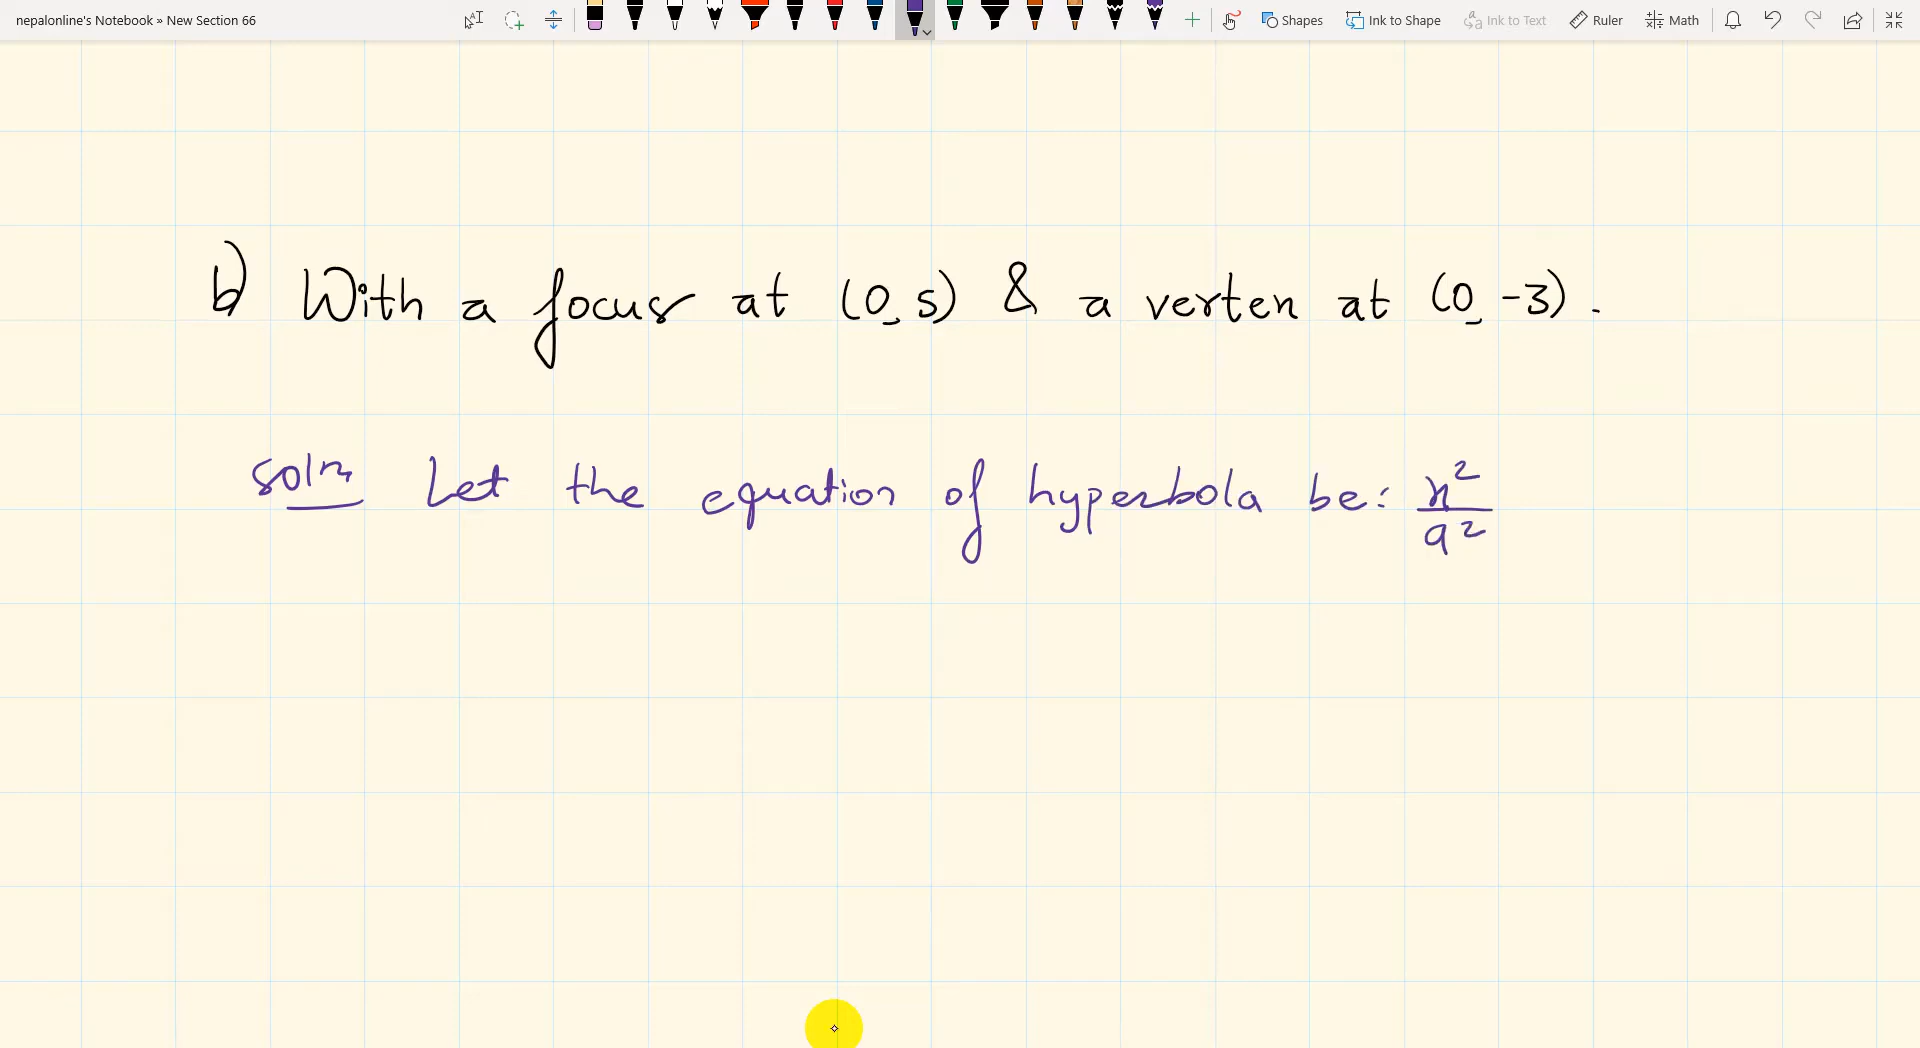 nepalonline's Notebook » New Section 66 Shapes Ink to Shape Ink to Text Ruler Math
b) With a focus at (0, 5) & a verten at (0, -3).
soln Let the equation of hyperbola be: x²/a²